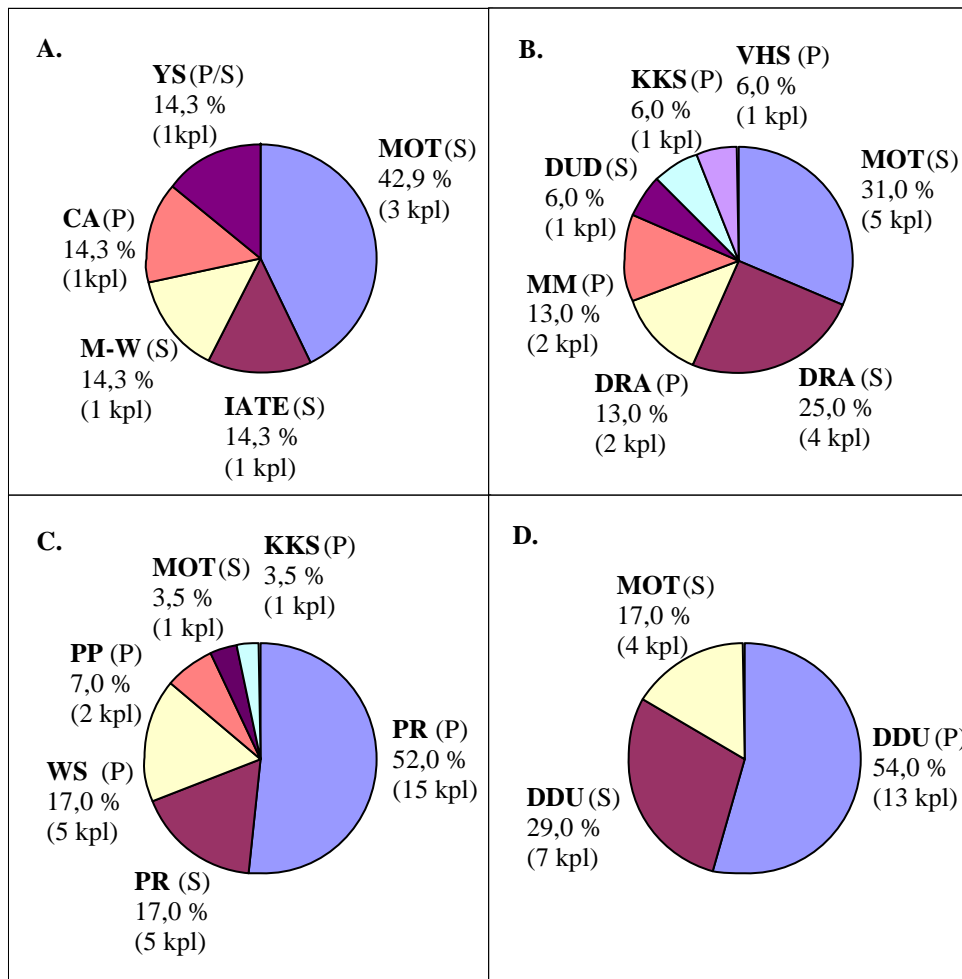 A.
YS (P/S)
14,3 %
(1kpl)
MOT (S)
42,9 %
(3 kpl)
CA (P)
14,3 %
(1kpl)
M-W (S)
14,3 %
(1 kpl)
IATE (S)
14,3 %
(1 kpl)
B.
VHS (P)
6,0 %
(1 kpl)
KKS (P)
6,0 %
(1 kpl)
MOT (S)
31,0 %
(5 kpl)
DUD (S)
6,0 %
(1 kpl)
MM (P)
13,0 %
(2 kpl)
DRA (P)
13,0 %
(2 kpl)
DRA (S)
25,0 %
(4 kpl)
C.
KKS (P)
3,5 %
(1 kpl)
MOT (S)
3,5 %
(1 kpl)
PP (P)
7,0 %
(2 kpl)
PR (P)
52,0 %
(15 kpl)
WS (P)
17,0 %
(5 kpl)
PR (S)
17,0 %
(5 kpl)
D.
MOT (S)
17,0 %
(4 kpl)
DDU (P)
54,0 %
(13 kpl)
DDU (S)
29,0 %
(7 kpl)